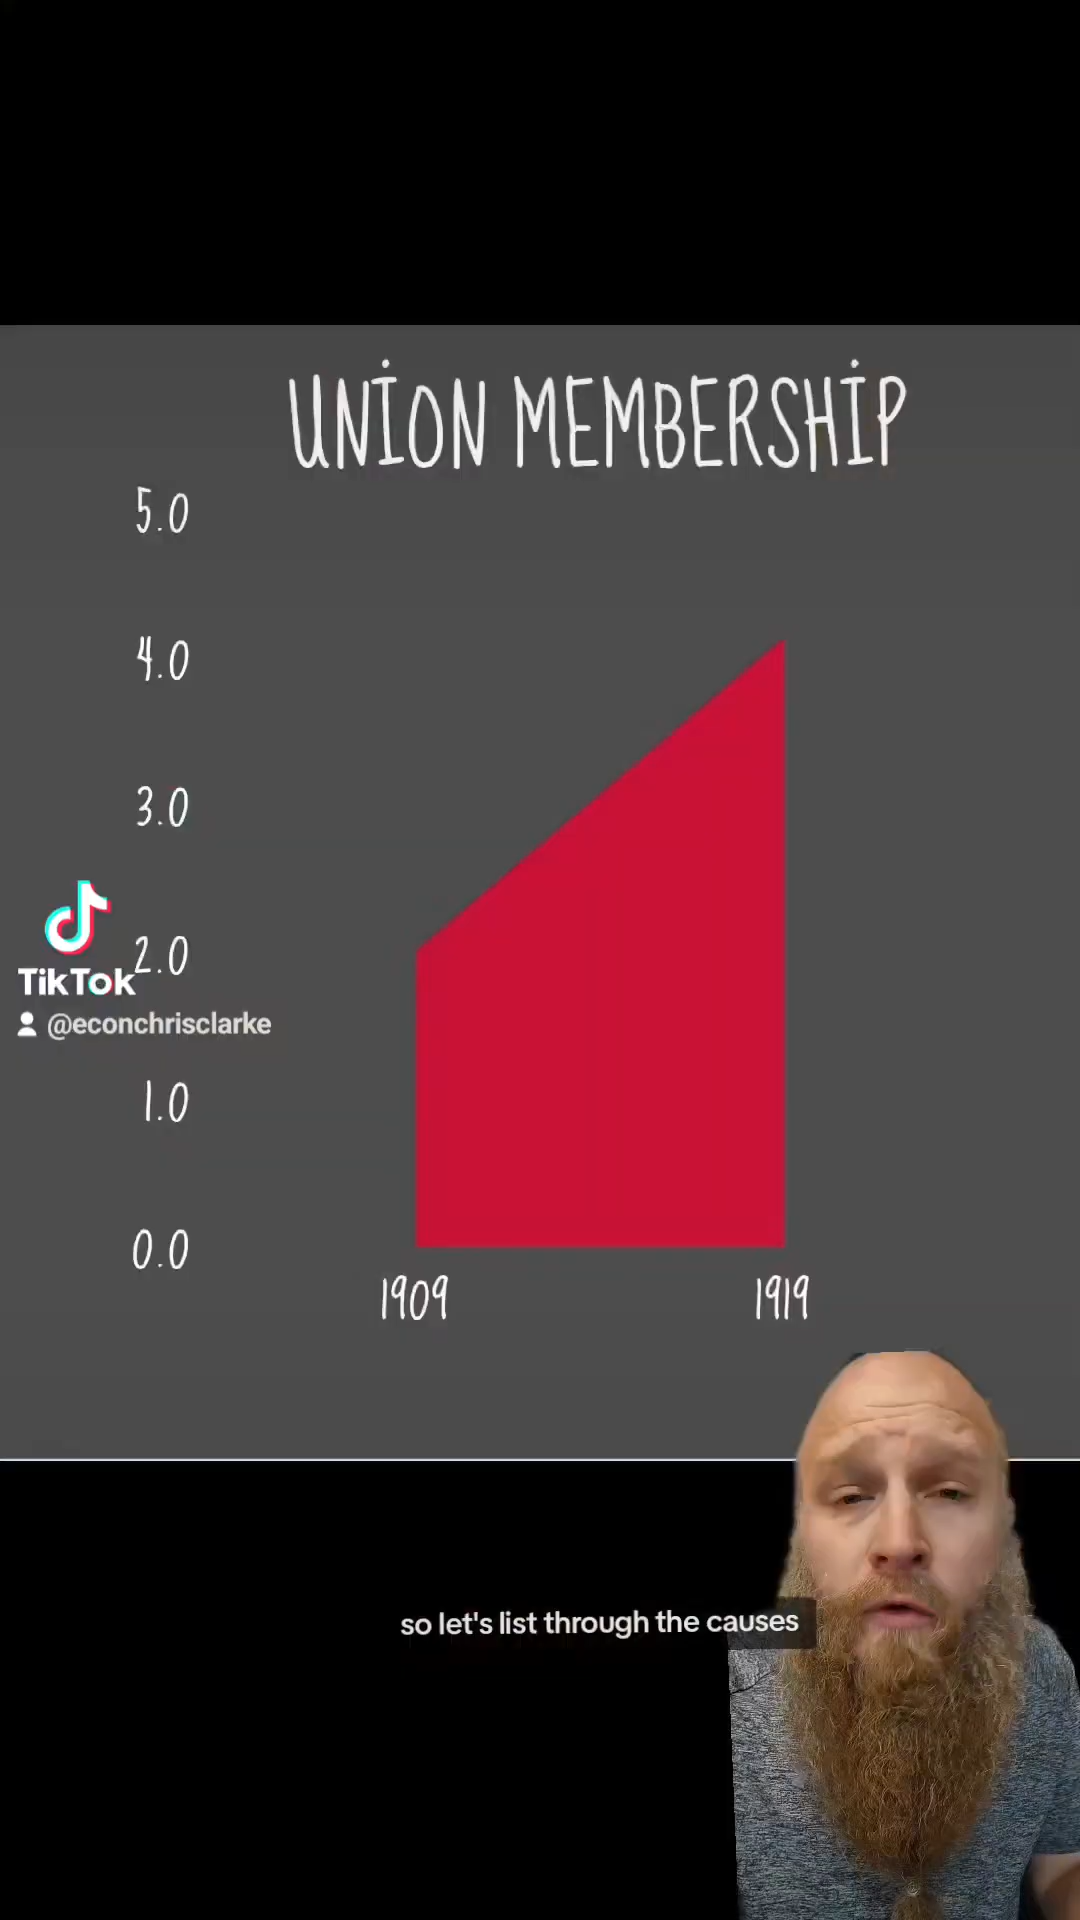 UNION MEMBERSHIP
5.0
4.0
3.0
2.0
TikTok
@econchrisclarke
1.0
0.0
1909 1919
so let's list through the causes